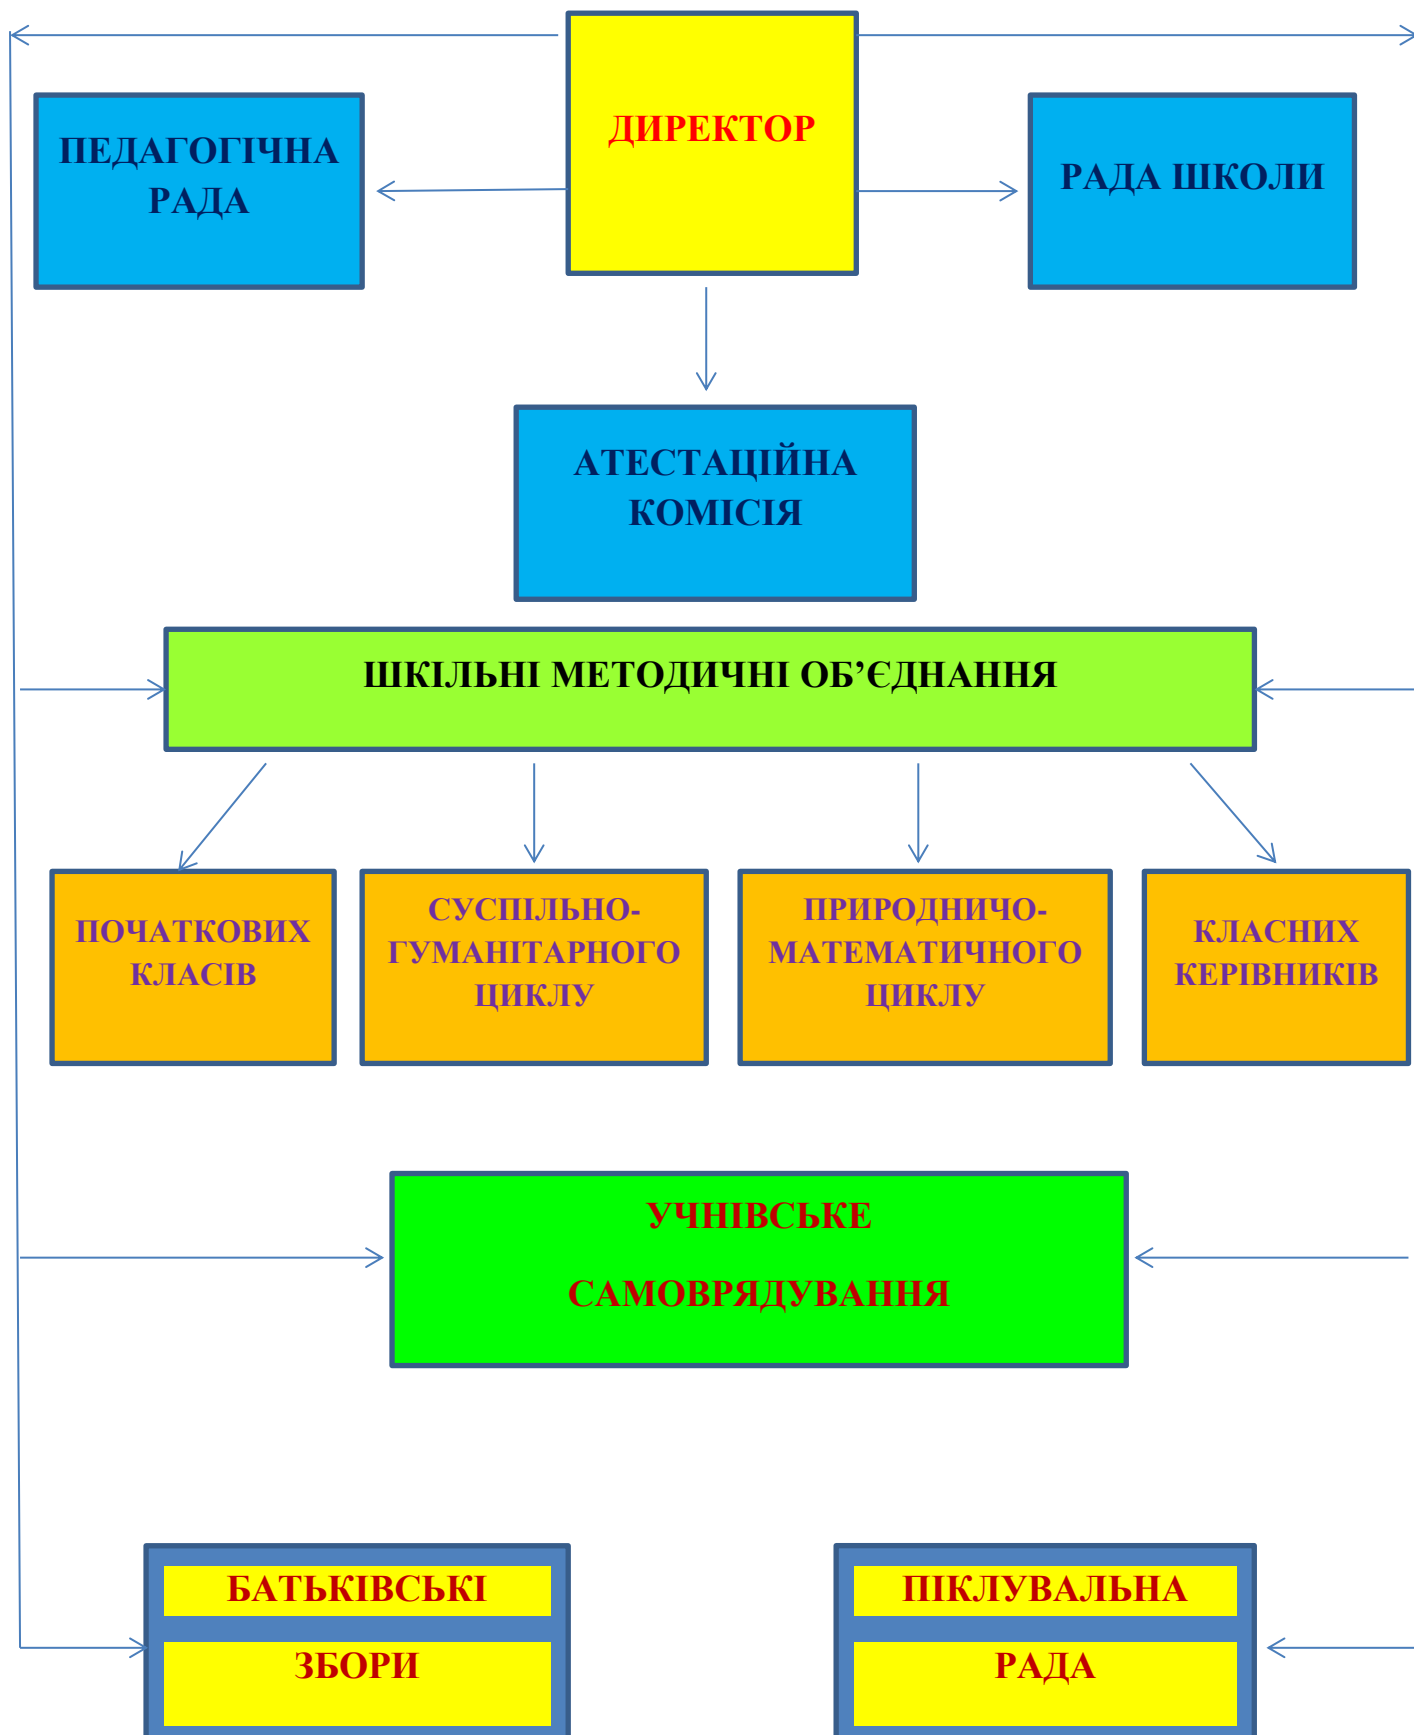 ДИРЕКТОР
ПЕДАГОГІЧНА
РАДА
РАДА ШКОЛИ
АТЕСТАЦІЙНА
КОМІСІЯ
ШКІЛЬНІ МЕТОДИЧНІ ОБ’ЄДНАННЯ
ПОЧАТКОВИХ
КЛАСІВ
СУСПІЛЬНО-
ГУМАНІТАРНОГО
ЦИКЛУ
ПРИРОДНИЧО-
МАТЕМАТИЧНОГО
ЦИКЛУ
КЛАСНИХ
КЕРІВНИКІВ
УЧНІВСЬКЕ
САМОВРЯДУВАННЯ
БАТЬКІВСЬКІ
ЗБОРИ
ПІКЛУВАЛЬНА
РАДА